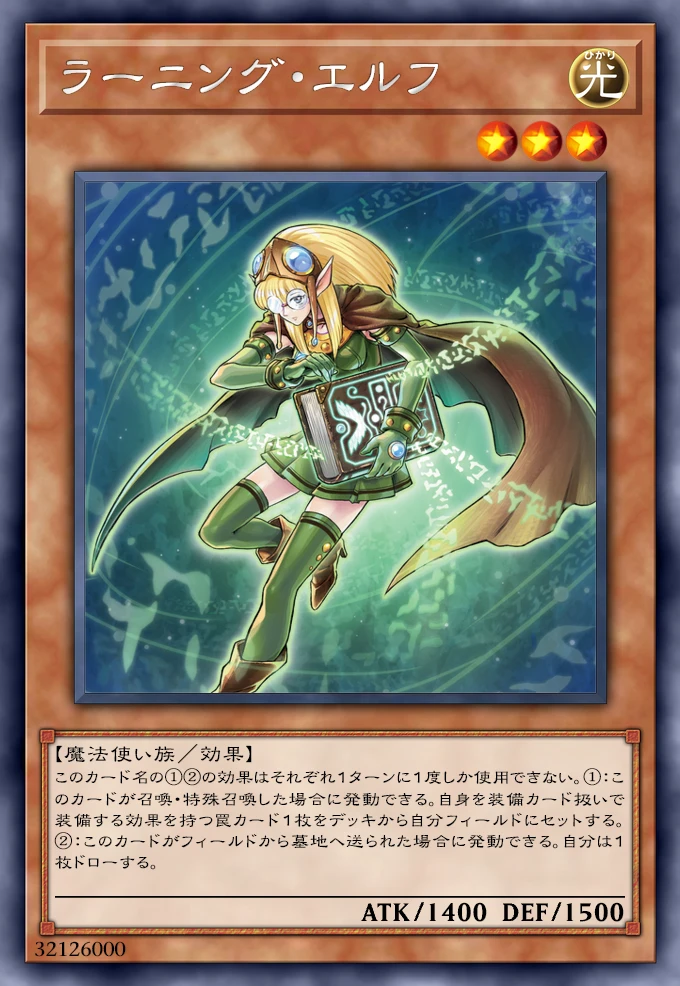 ラーニング・エルフ
ひかり
光
【魔法使い族／効果】
このカード名の①②の効果はそれぞれ1ターンに1度しか使用できない。①：こ
のカードが召喚・特殊召喚した場合に発動できる。自身を装備カード扱いで
装備する効果を持つ罠カード1枚をデッキから自分フィールドにセットする。
②：このカードがフィールドから墓地へ送られた場合に発動できる。自分は1
枚ドローする。
ATK/1400 DEF/1500
32126000